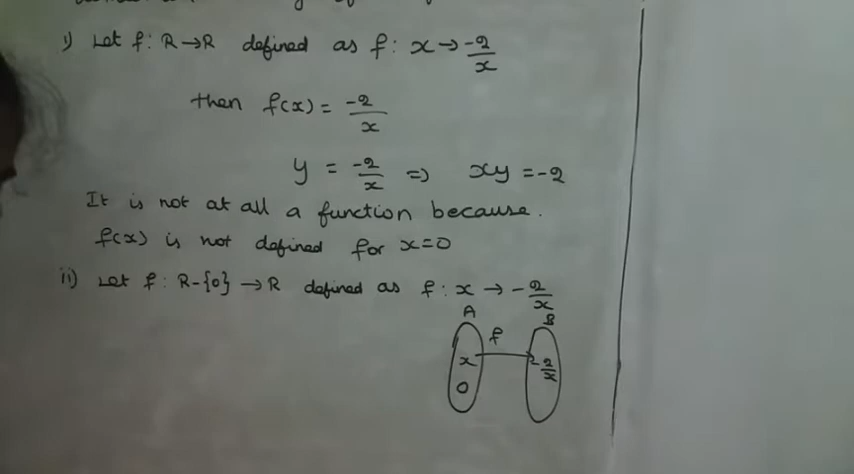 i) Let f: R→R defined as f: x→ -2/x
then f(x) = -2/x
y = -2/x => xy = -2
It is not at all a function because.
f(x) is not defined for x=0
ii) Let f: R-{0} → R defined as f: x → -2/x
A B
f
x -2/x
0